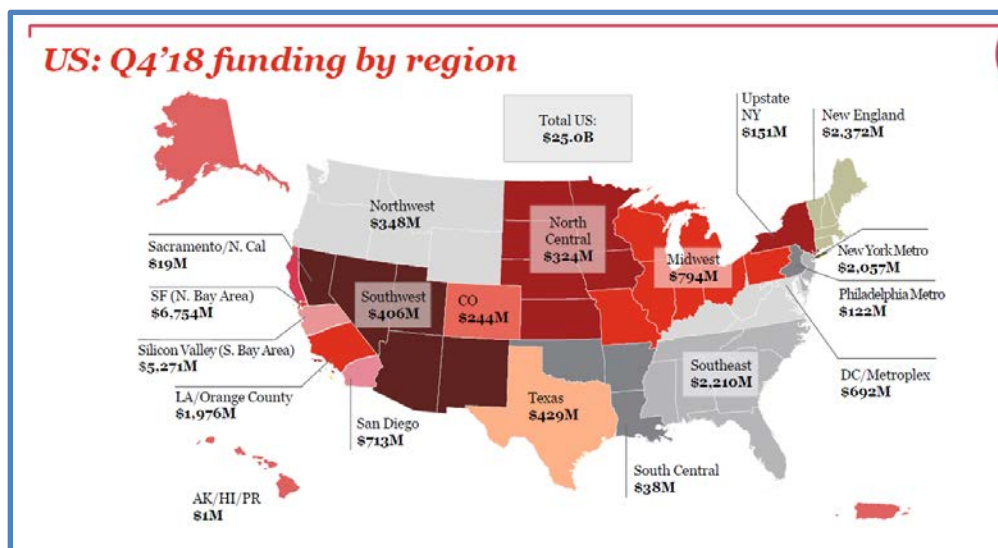 US: Q4’18 funding by region
Total US:
$25.0B
Upstate
NY
$151M
New England
$2,372M
Northwest
$348M
North
Central
$324M
Midwest
$794M
New York Metro
$2,057M
Sacramento/N. Cal
$19M
Southwest
$406M
CO
$244M
Philadelphia Metro
$122M
SF (N. Bay Area)
$6,754M
Silicon Valley (S. Bay Area)
$5,271M
Southeast
$2,210M
DC/Metroplex
$692M
LA/Orange County
$1,976M
San Diego
$713M
Texas
$429M
South Central
$38M
AK/HI/PR
$1M